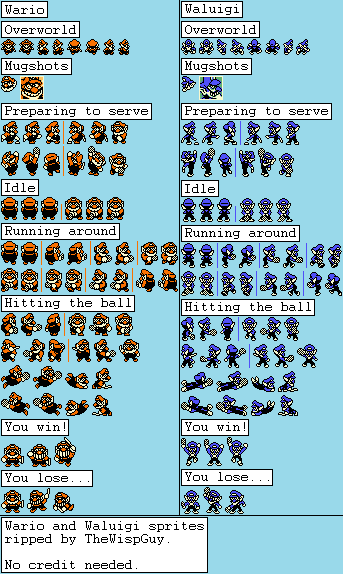 Wario
Overworld
Mugshots
Preparing to serve
Idle
Running around
Hitting the ball
You win!
You lose...
Waluigi
Overworld
Mugshots
Preparing to serve
Idle
Running around
Hitting the ball
You win!
You lose...
Wario and Waluigi sprites
ripped by TheWispGuy.
No credit needed.